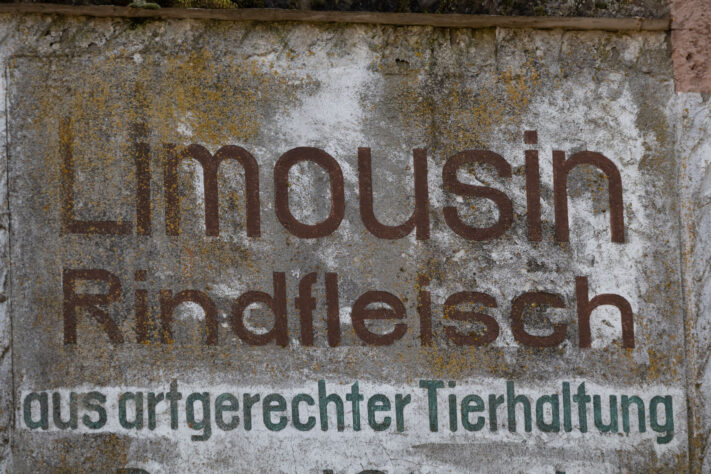 Limousin
Rindfleisch
aus artgerechter Tierhaltung